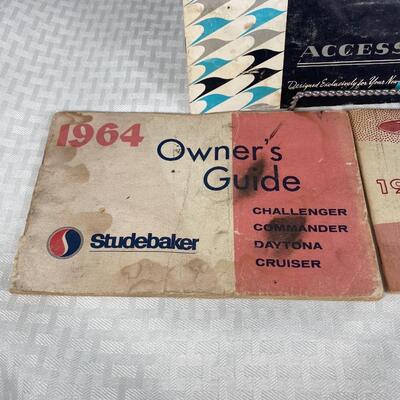 ACCESS
Designed Exclusively for Your New
1964
Owner's
Guide
Studebaker
CHALLENGER
COMMANDER
DAYTONA
CRUISER
19